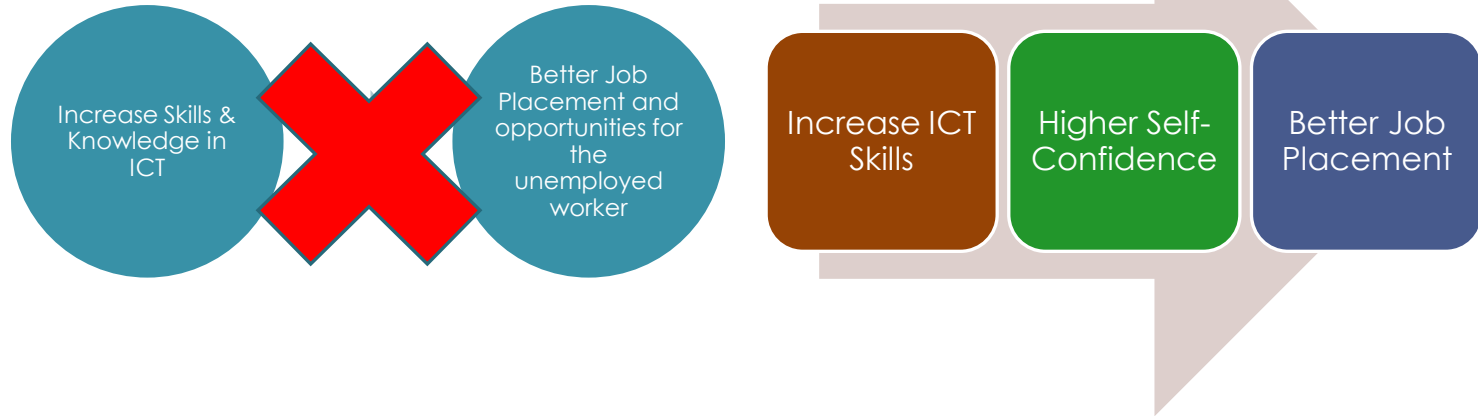 Increase Skills &
Knowledge in
ICT
Better Job
Placement and
opportunities for
the
unemployed
worker
Increase ICT
Skills
Higher Self-
Confidence
Better Job
Placement